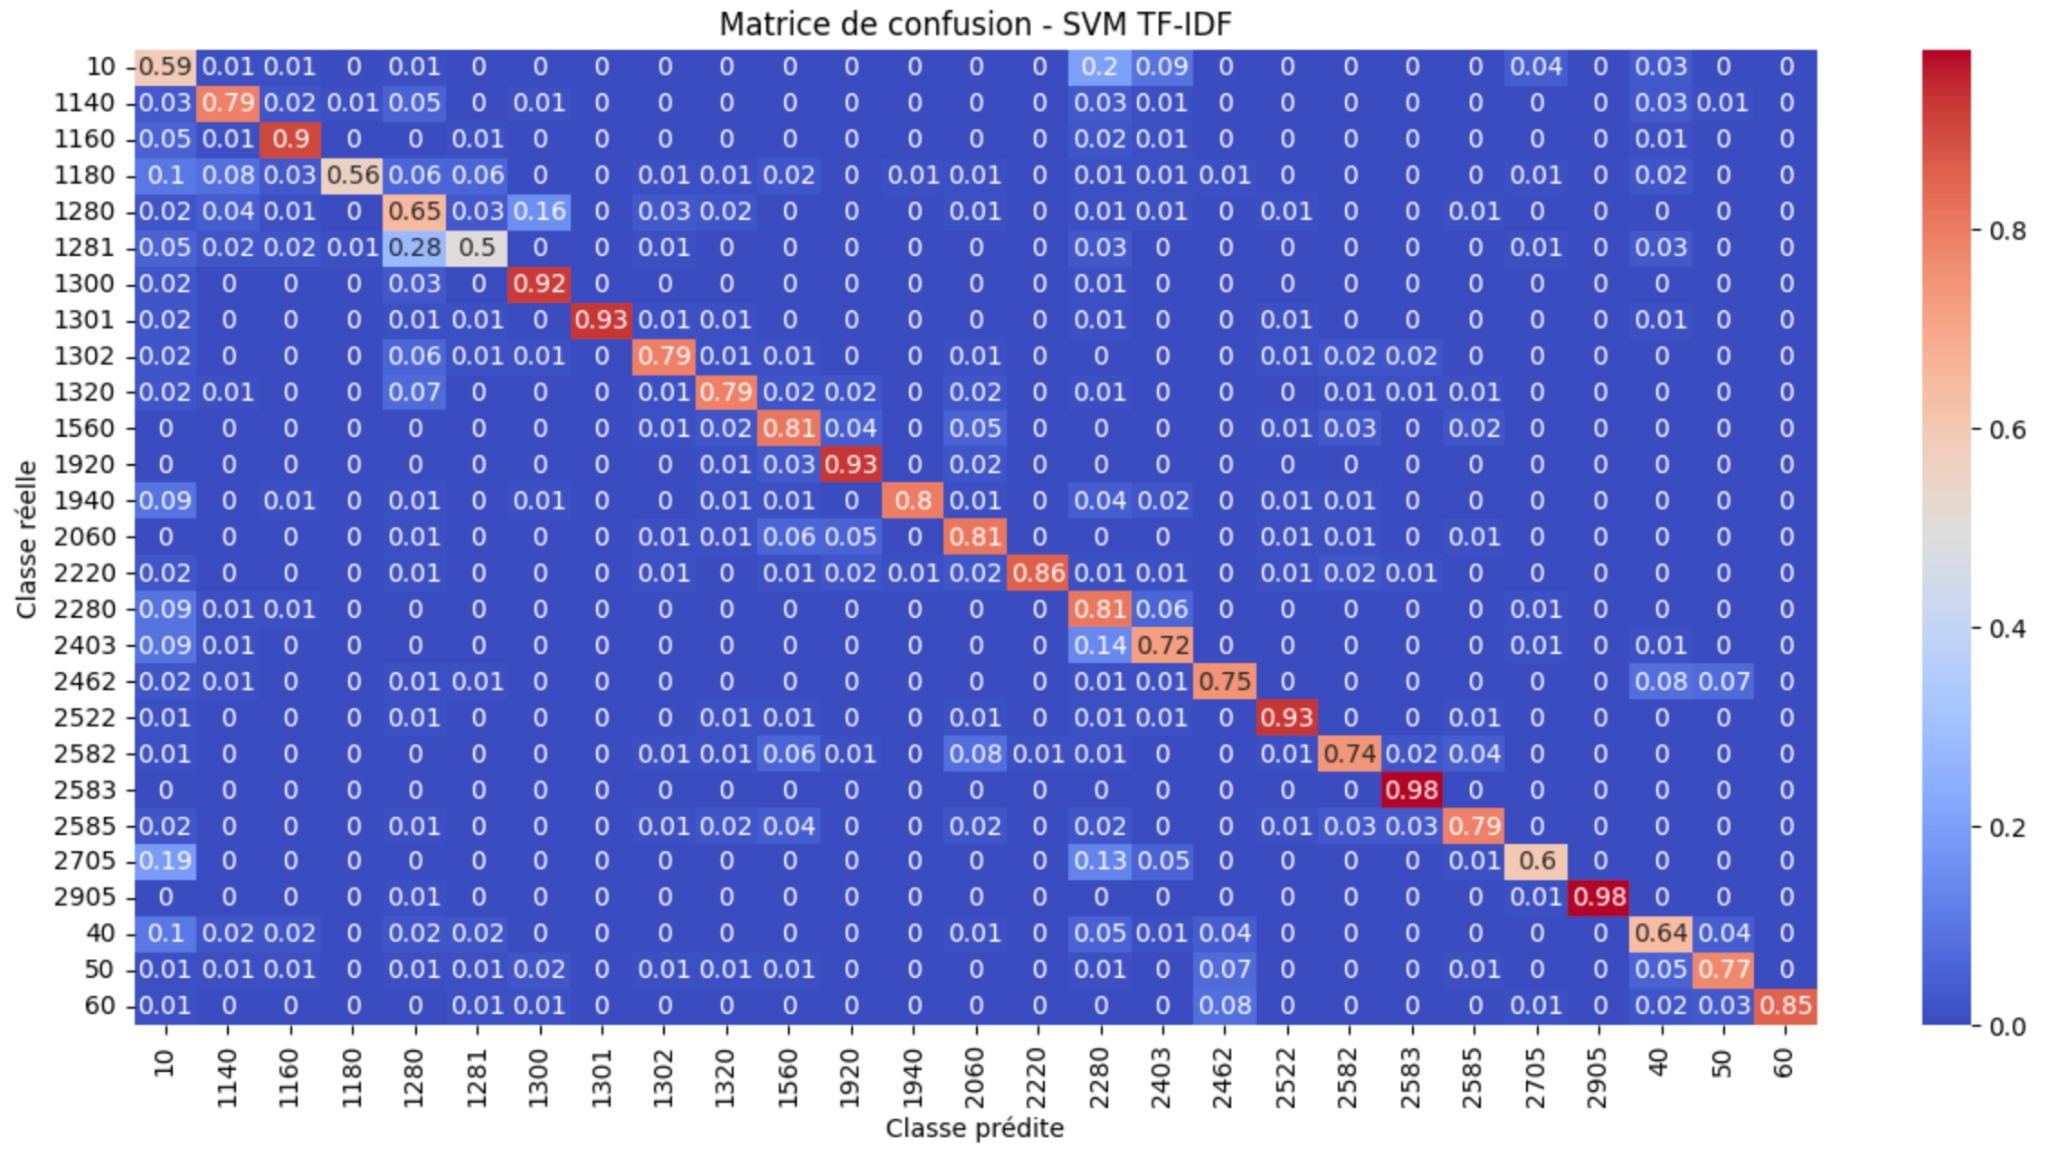 Matrice de confusion - SVM TF-IDF
10 0.59 0.01 0.01 0 0.01 0 0 0 0 0 0 0 0 0 0 0.2 0.09 0 0 0 0 0 0.04 0 0.03 0 0
1140 0.03 0.79 0.02 0.01 0.05 0 0.01 0 0 0 0 0 0 0 0 0.03 0.01 0 0 0 0 0 0 0 0.03 0.01 0
1160 0.05 0.01 0.9 0 0 0.01 0 0 0 0 0 0 0 0 0 0.02 0.01 0 0 0 0 0 0 0 0.01 0 0
1180 0.1 0.08 0.03 0.56 0.06 0.06 0 0 0.01 0.01 0.02 0 0.01 0.01 0 0.01 0.01 0.01 0 0 0 0 0.01 0 0.02 0 0
1280 0.02 0.04 0.01 0 0.65 0.03 0.16 0 0.03 0.02 0 0 0 0.01 0 0.01 0.01 0 0.01 0 0 0.01 0 0 0 0 0
1281 0.05 0.02 0.02 0.01 0.28 0.5 0 0 0.01 0 0 0 0 0 0 0.03 0 0 0 0 0 0 0.01 0 0.03 0 0
1300 0.02 0 0 0 0.03 0 0.92 0 0 0 0 0 0 0 0 0.01 0 0 0 0 0 0 0 0 0 0 0
1301 0.02 0 0 0 0.01 0.01 0 0.93 0.01 0.01 0 0 0 0 0 0.01 0 0 0.01 0 0 0 0 0 0.01 0 0
1302 0.02 0 0 0 0.06 0.01 0.01 0 0.79 0.01 0.01 0 0 0.01 0 0 0 0 0.01 0.02 0.02 0 0 0 0 0 0
1320 0.02 0.01 0 0 0.07 0 0 0 0.01 0.79 0.02 0.02 0 0.02 0 0.01 0 0 0 0.01 0.01 0.01 0 0 0 0 0
1560 0 0 0 0 0 0 0 0 0.01 0.02 0.81 0.04 0 0.05 0 0 0 0 0.01 0.03 0 0.02 0 0 0 0 0
1920 0 0 0 0 0 0 0 0 0 0.01 0.03 0.93 0 0.02 0 0 0 0 0 0 0 0 0 0 0 0 0
1940 0.09 0 0.01 0 0.01 0 0.01 0 0 0.01 0.01 0 0.8 0.01 0 0.04 0.02 0 0.01 0.01 0 0 0 0 0 0 0
2060 0 0 0 0 0.01 0 0 0 0.01 0.01 0.06 0.05 0 0.81 0 0 0 0 0.01 0.01 0 0.01 0 0 0 0 0
2220 0.02 0 0 0 0.01 0 0 0 0.01 0 0.01 0.02 0.01 0.02 0.86 0.01 0.01 0 0.01 0.02 0.01 0 0 0 0 0 0
2280 0.09 0.01 0.01 0 0 0 0 0 0 0 0 0 0 0 0 0.81 0.06 0 0 0 0 0 0.01 0 0 0 0
2403 0.09 0.01 0 0 0 0 0 0 0 0 0 0 0 0 0 0.14 0.72 0 0 0 0 0 0.01 0 0.01 0 0
2462 0.02 0.01 0 0 0.01 0.01 0 0 0 0 0 0 0 0 0 0.01 0.01 0.75 0 0 0 0 0 0 0.08 0.07 0
2522 0.01 0 0 0 0.01 0 0 0 0 0.01 0.01 0 0 0.01 0 0.01 0.01 0 0.93 0 0 0.01 0 0 0 0 0
2582 0.01 0 0 0 0 0 0 0 0.01 0.01 0.06 0.01 0 0.08 0.01 0.01 0 0 0.01 0.74 0.02 0.04 0 0 0 0 0
2583 0 0 0 0 0 0 0 0 0 0 0 0 0 0 0 0 0 0 0 0 0.98 0 0 0 0 0 0
2585 0.02 0 0 0 0.01 0 0 0 0.01 0.02 0.04 0 0 0.02 0 0.02 0 0 0.01 0.03 0.03 0.79 0 0 0 0 0
2705 0.19 0 0 0 0 0 0 0 0 0 0 0 0 0 0 0.13 0.05 0 0 0 0 0.01 0.6 0 0 0 0
2905 0 0 0 0 0.01 0 0 0 0 0 0 0 0 0 0 0 0 0 0 0 0 0 0.01 0.98 0 0 0
40 0.1 0.02 0.02 0 0.02 0.02 0 0 0 0 0 0 0 0.01 0 0.05 0.01 0.04 0 0 0 0 0 0 0.64 0.04 0
50 0.01 0.01 0.01 0 0.01 0.01 0.02 0 0.01 0.01 0.01 0 0 0 0 0.01 0 0.07 0 0 0 0.01 0 0 0.05 0.77 0
60 0.01 0 0 0 0 0.01 0.01 0 0 0 0 0 0 0 0 0 0 0.08 0 0 0 0 0.01 0 0.02 0.03 0.85
10 1140 1160 1180 1280 1281 1300 1301 1302 1320 1560 1920 1940 2060 2220 2280 2403 2462 2522 2582 2583 2585 2705 2905 40 50 60
Classe prédite
Classe réelle
0.8
0.6
0.4
0.2
0.0